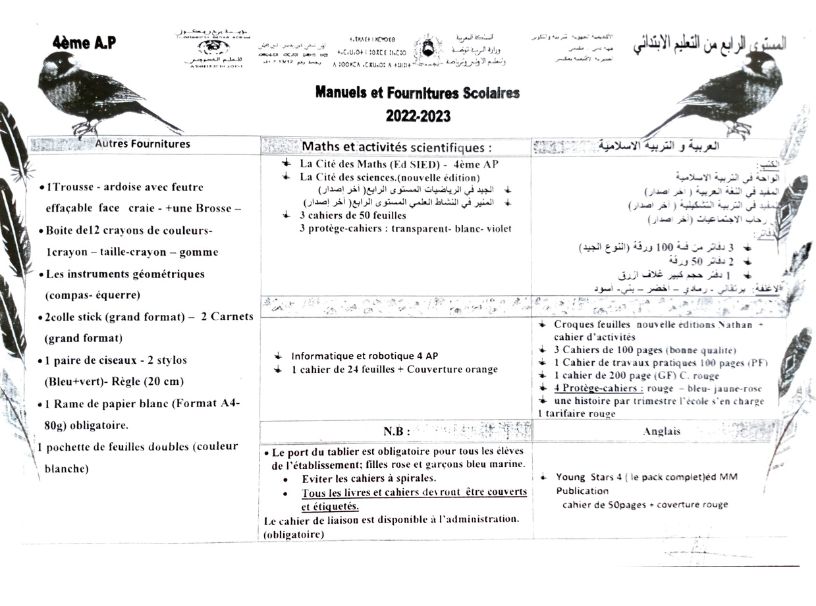 4ème A.P
المملكة المغربية
المستوى الرابع من التعليم الابتدائي
Manuels et Fournitures Scolaires
2022-2023
Autres Fournitures
• 1Trousse - ardoise avec feutre
effaçable face craie - +une Brosse –
• Boite de12 crayons de couleurs-
1crayon – taille-crayon – gomme
• Les instruments géométriques
(compas- équerre)
• 2colle stick (grand format) – 2 Carnets
(grand format)
• 1 paire de ciseaux - 2 stylos
(Bleu+vert)- Règle (20 cm)
• 1 Rame de papier blanc (Format A4-
80g) obligatoire.
1 pochette de feuilles doubles (couleur
blanche)
Maths et activités scientifiques :
La Cité des Maths (Ed SIED) - 4ème AP
La Cité des sciences.(nouvelle édition)
الجيد في الرياضيات المستوى الرابع( آخر إصدار)
المنير في النشاط العلمي المستوى الرابع( آخر إصدار)
3 cahiers de 50 feuilles
3 protège-cahiers : transparent- blanc- violet
العربية و التربية الاسلامية
الكتب:
الواحة في التربية الاسلامية
المفيد في اللغة العربية ( آخر إصدار)
المفيد في التربية التشكيلية ( آخر إصدار)
رحاب الاجتماعيات (آخر إصدار)
دفاتر:
3 دفاتر من فئة 100 ورقة (النوع الجيد)
2 دفاتر 50 ورقة
1 دفتر حجم كبير غلاف ازرق
الاغلفة: برتقالي - رمادي – اخضر – بني- أسود
Informatique et robotique 4 AP
1 cahier de 24 feuilles + Couverture orange
Croques feuilles nouvelle éditions Nathan +
cahier d'activités
3 Cahiers de 100 pages (bonne qualité)
1 Cahier de travaux pratiques 100 pages (PF)
1 cahier de 200 page (GF) C. rouge
4 Protège-cahiers : rouge – bleu- jaune-rose
une histoire par trimestre l'école s'en charge
1 tarifaire rouge
N.B :
• Le port du tablier est obligatoire pour tous les élèves
de l'établissement; filles rose et garçons bleu marine.
• Eviter les cahiers à spirales.
• Tous les livres et cahiers devront être couverts
et étiquetés.
Le cahier de liaison est disponible à l'administration.
(obligatoire)
Anglais
Young Stars 4 ( le pack complet)éd MM
Publication
cahier de 50pages + coverture rouge